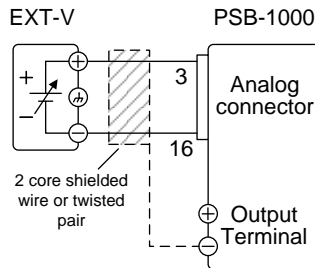 EXT-V
PSB-1000
+
−
+
−
3
16
Analog
connector
2 core shielded
wire or twisted
pair
+
−
Output
Terminal